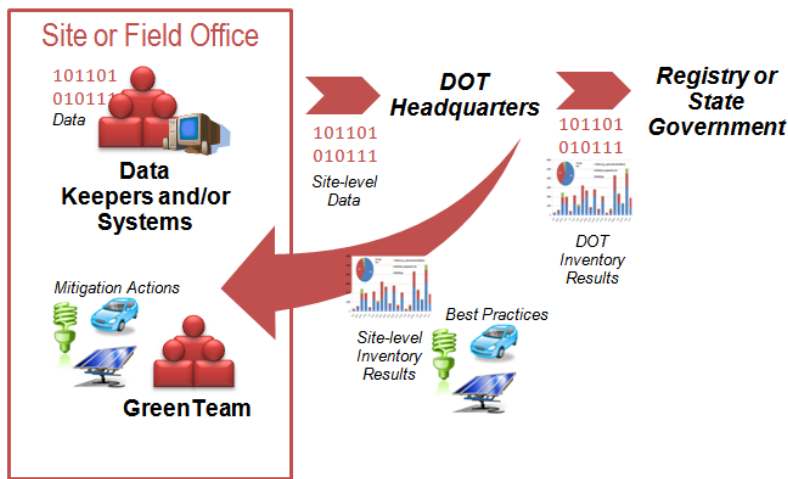 Site or Field Office
101101
010111
Data
Data
Keepers and/or
Systems
Mitigation Actions
GreenTeam
101101
010111
Site-level
Data
DOT
Headquarters
Site-level
Inventory
Results
Best Practices
101101
010111
DOT
Inventory
Results
Registry or
State
Government